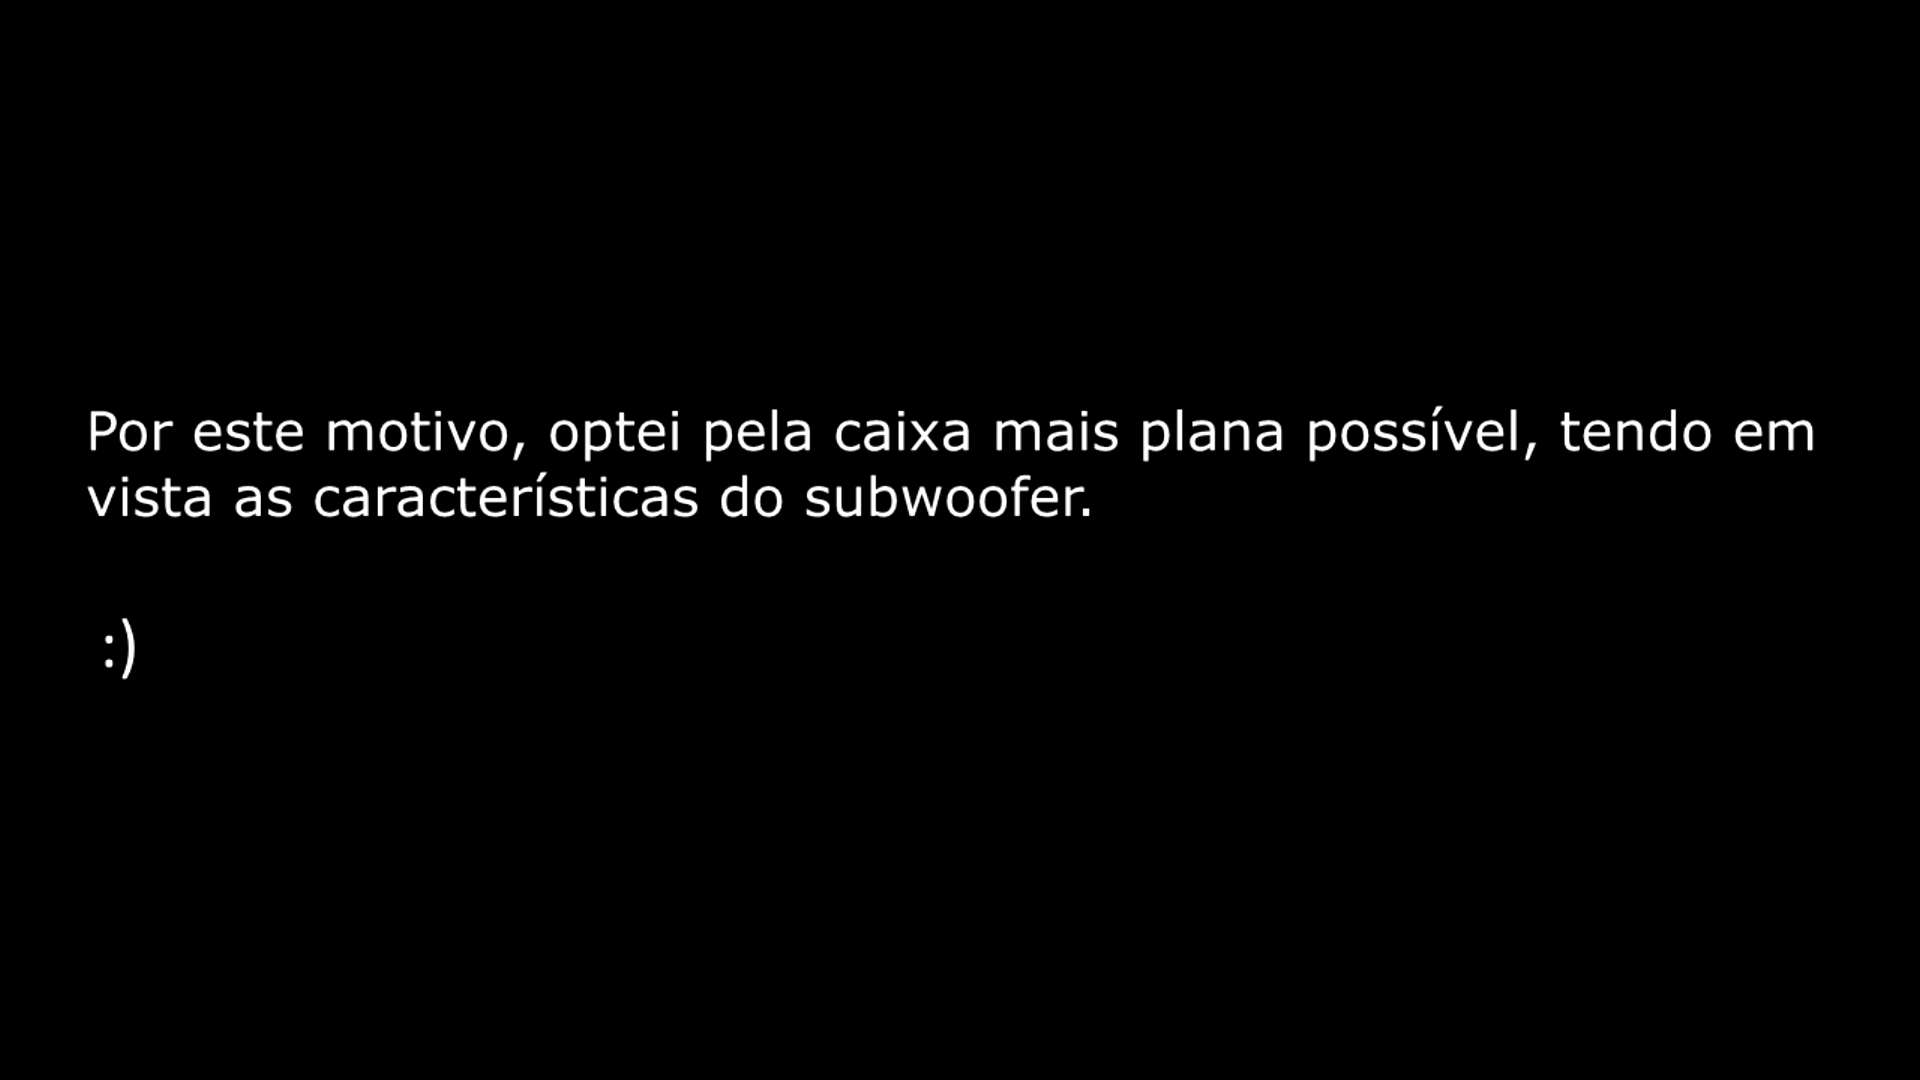 Por este motivo, optei pela caixa mais plana possível, tendo em
vista as características do subwoofer.
:)